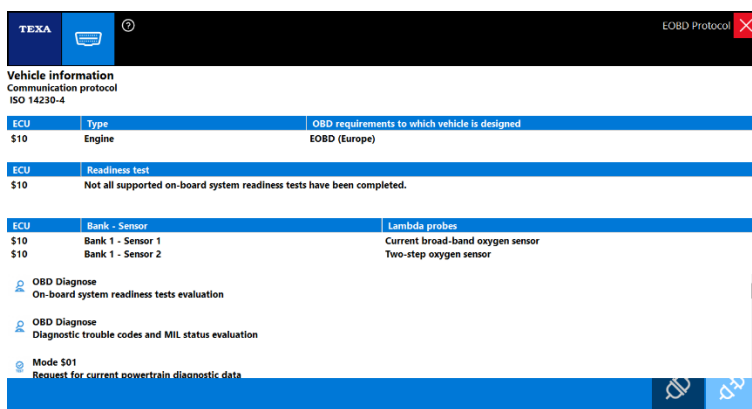 TEXA
?
EOBD Protocol
Vehicle information
Communication protocol
ISO 14230-4
ECU Type OBD requirements to which vehicle is designed
$10 Engine EOBD (Europe)
ECU Readiness test
$10 Not all supported on-board system readiness tests have been completed.
ECU Bank - Sensor Lambda probes
$10 Bank 1 - Sensor 1 Current broad-band oxygen sensor
$10 Bank 1 - Sensor 2 Two-step oxygen sensor
OBD Diagnose
On-board system readiness tests evaluation
OBD Diagnose
Diagnostic trouble codes and MIL status evaluation
Mode $01
Request for current powertrain diagnostic data